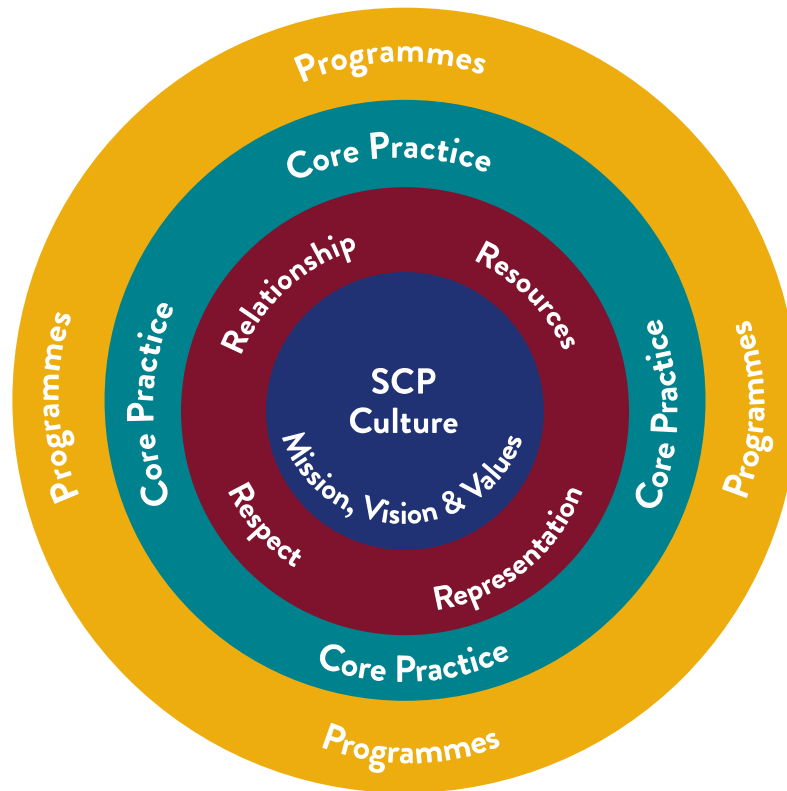 Programmes
Core Practice
Relationship
Resources
Programmes
Core Practice
SCP
Culture
Mission, Vision & Values
Core Practice
Programmes
Respect
Representation
Core Practice
Programmes